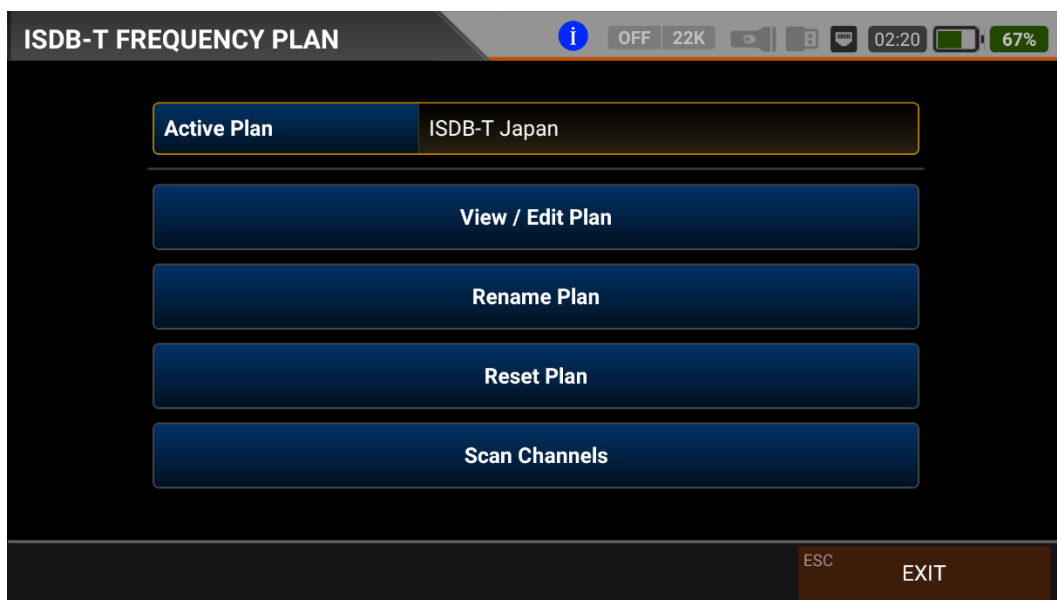 ISDB-T FREQUENCY PLAN
i
OFF 22K
02:20
67%
Active Plan ISDB-T Japan
View / Edit Plan
Rename Plan
Reset Plan
Scan Channels
ESC
EXIT